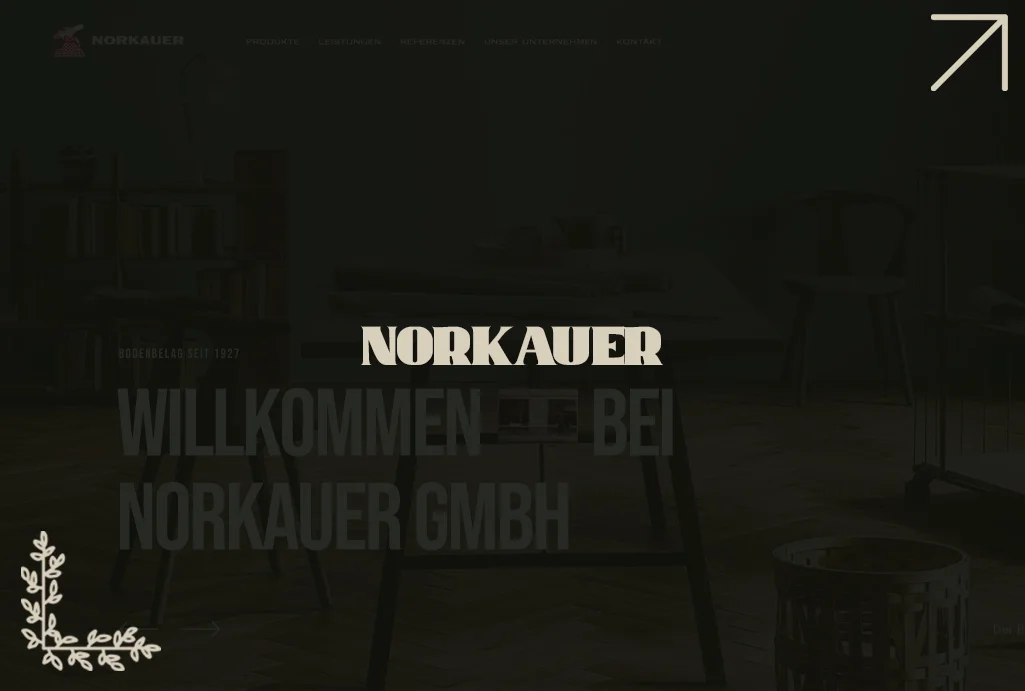 NORKAUER
PRODUKTE LEISTUNGEN REFERENZEN UNSER UNTERNEHMEN KONTAKT
NORKAUER
BODENBELAG SEIT 1927
WILLKOMMEN BEI
NORKAUER GMBH